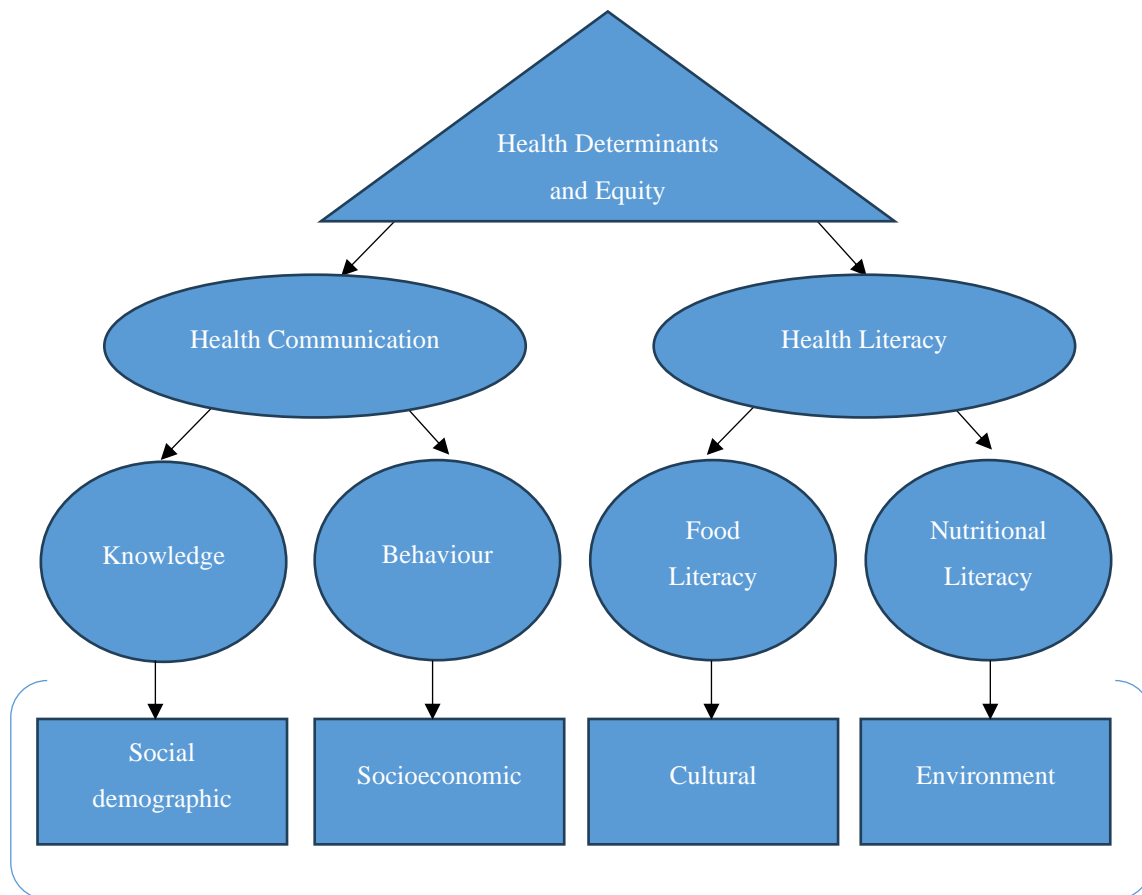 Health Determinants
and Equity
Health Communication
Health Literacy
Knowledge
Behaviour
Food
Literacy
Nutritional
Literacy
Social
demographic
Socioeconomic
Cultural
Environment